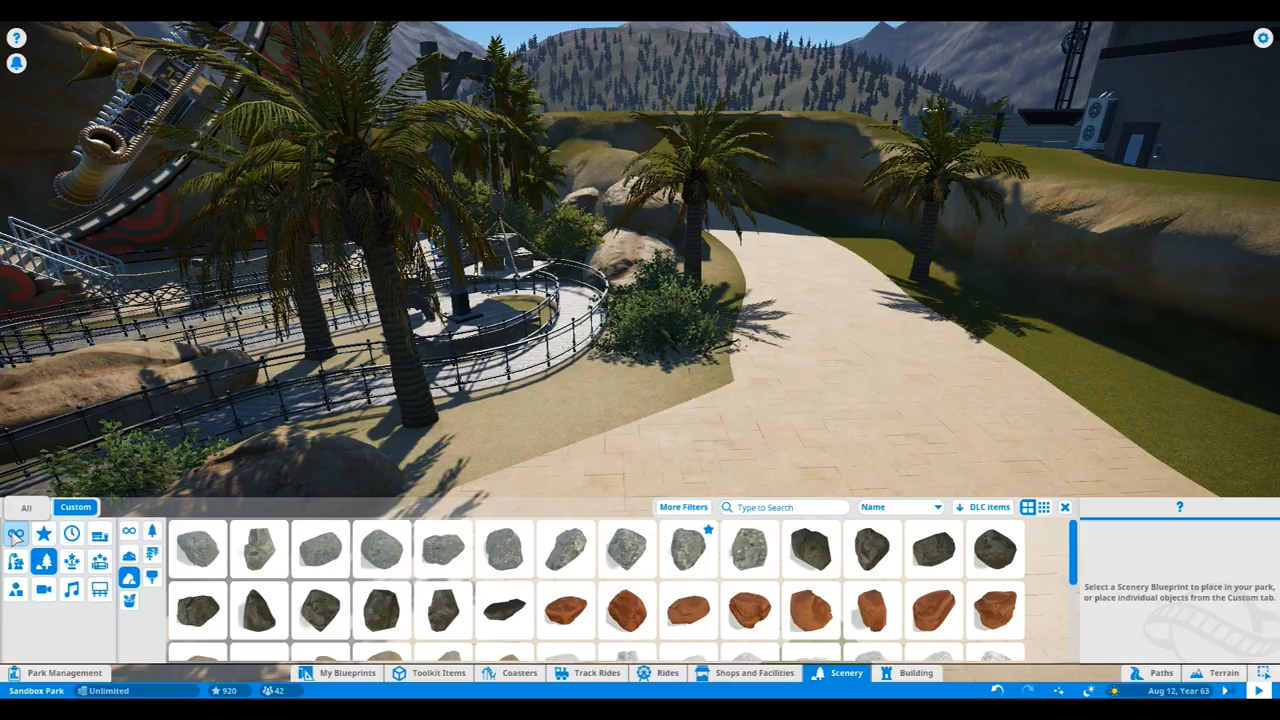 ?
All
Custom
More Filters
Type to Search
Name
DLC items
?
Select a Scenery Blueprint to place in your park,
or place individual objects from the Custom tab.
Park Management
My Blueprints
Toolkit Items
Coasters
Track Rides
Rides
Shops and Facilities
Scenery
Building
Paths
Terrain
Sandbox Park
Unlimited
920
42
Aug 12, Year 63